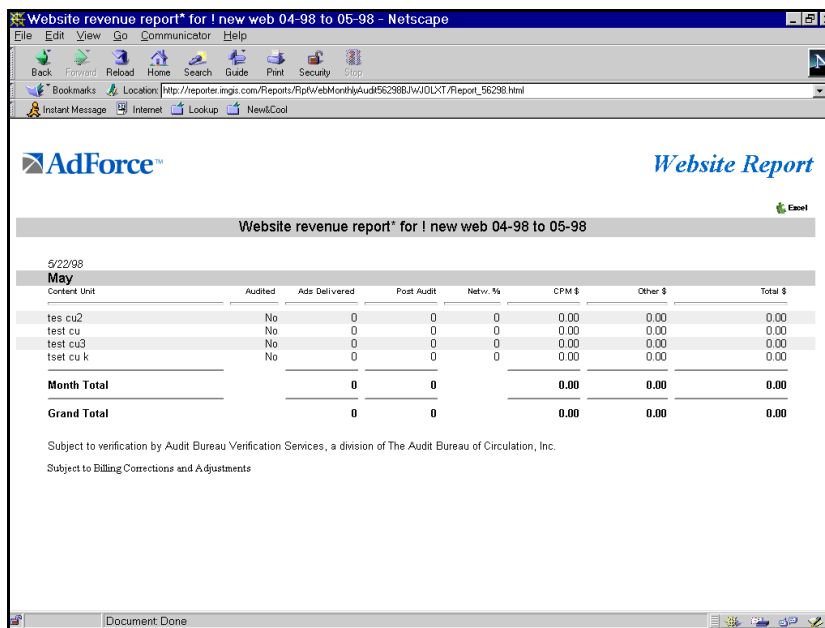 Website revenue report* for ! new web 04-98 to 05-98 - Netscape
File Edit View Go Communicator Help
Back Forward Reload Home Search Guide Print Security Stop
Bookmarks Location: http://reporter.imgis.com/Reports/RptWebMonthlyAudit56298BJWJOLXT/Report_56298.html
Instant Message Internet Lookup New&Cool
AdForce™ Website Report
Excel
Website revenue report* for ! new web 04-98 to 05-98
5/22/98
May
Content Unit Audited Ads Delivered Post Audit Netw. % CPM $ Other $ Total $
tes cu2 No 0 0 0 0.00 0.00 0.00
test cu No 0 0 0 0.00 0.00 0.00
test cu3 No 0 0 0 0.00 0.00 0.00
tset cu k No 0 0 0 0.00 0.00 0.00
Month Total 0 0 0.00 0.00 0.00
Grand Total 0 0 0.00 0.00 0.00
Subject to verification by Audit Bureau Verification Services, a division of The Audit Bureau of Circulation, Inc.
Subject to Billing Corrections and Adjustments
Document Done